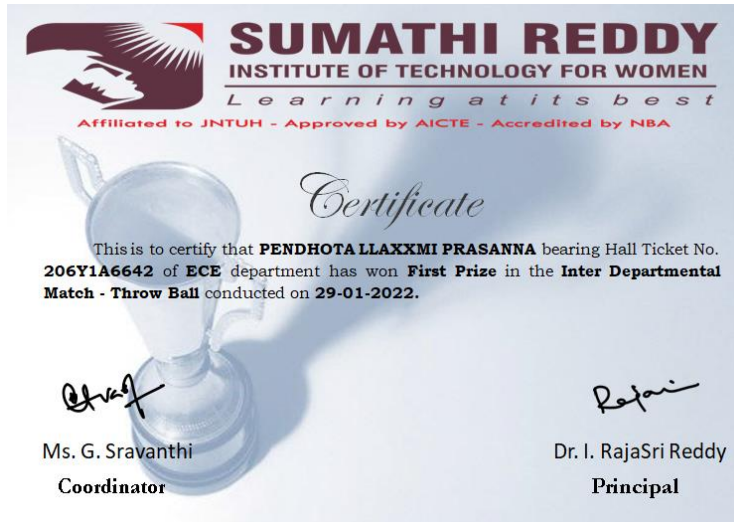 SUMATHI REDDY
INSTITUTE OF TECHNOLOGY FOR WOMEN
Learning at its best
Affiliated to JNTUH - Approved by AICTE - Accredited by NBA
Certificate
This is to certify that PENDHOTA LLAXXMI PRASANNA bearing Hall Ticket No.
206Y1A6642 of ECE department has won First Prize in the Inter Departmental
Match - Throw Ball conducted on 29-01-2022.
Ms. G. Sravanthi
Coordinator
Dr. I. RajaSri Reddy
Principal